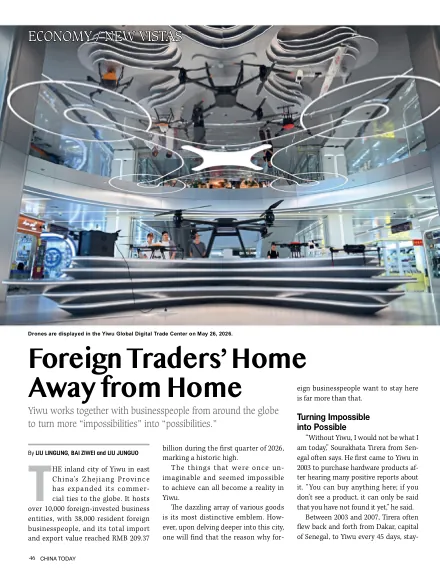 ECONOMY / NEW VISTAS
Drones are displayed in the Yiwu Global Digital Trade Center on May 26, 2026.
Foreign Traders’ Home
Away from Home
Yiwu works together with businesspeople from around the globe
to turn more “impossibilities” into “possibilities.”
By LIU LINGLING, BAI ZIWEI and LIU JUNGUO
THE inland city of Yiwu in east
China’s Zhejiang Province
has expanded its commer-
cial ties to the globe. It hosts
over 10,000 foreign-invested business
entities, with 38,000 resident foreign
businesspeople, and its total import
and export value reached RMB 209.37
billion during the first quarter of 2026,
marking a historic high.
The things that were once un-
imaginable and seemed impossible
to achieve can all become a reality in
Yiwu.
The dazzling array of various goods
is its most distinctive emblem. How-
ever, upon delving deeper into this city,
one will find that the reason why for-
eign businesspeople want to stay here
is far more than that.
Turning Impossible
into Possible
“Without Yiwu, I would not be what I
am today,” Sourakhata Tirera from Sen-
egal often says. He first came to Yiwu in
2003 to purchase hardware products af-
ter hearing many positive reports about
it. “You can buy anything here; if you
don’t see a product, it can only be said
that you have not found it yet,” he said.
Between 2003 and 2007, Tirera often
flew back and forth from Dakar, capital
of Senegal, to Yiwu every 45 days, stay-
46 CHINA TODAY